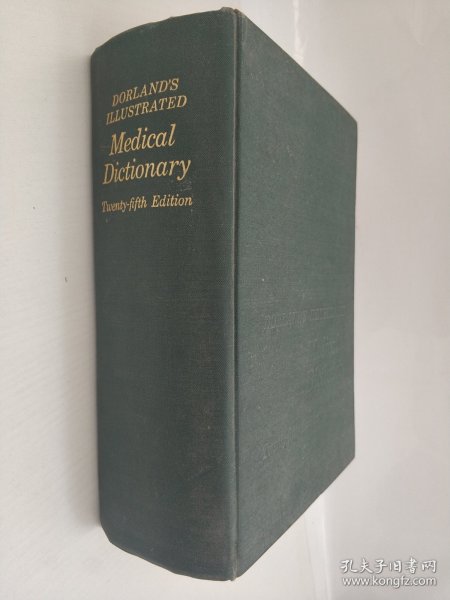 DORLAND'S
ILLUSTRATED
Medical
Dictionary
Twenty-fifth Edition
孔夫子旧书网
www.kongfz.com